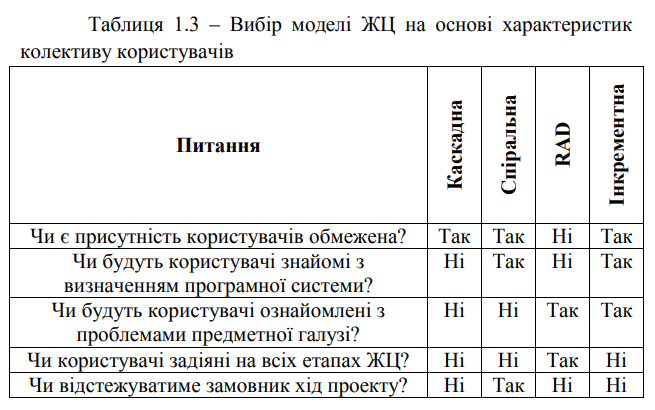 Таблиця 1.3 – Вибір моделі ЖЦ на основі характеристик
колективу користувачів
Питання Каскадна Спіральна RAD Інкрементна
Чи є присутність користувачів обмежена? Так Так Ні Так
Чи будуть користувачі знайомі з
визначенням програмної системи? Ні Так Ні Так
Чи будуть користувачі ознайомлені з
проблемами предметної галузі? Ні Ні Так Так
Чи користувачі задіяні на всіх етапах ЖЦ? Ні Ні Так Ні
Чи відстежуватиме замовник хід проекту? Ні Так Ні Ні